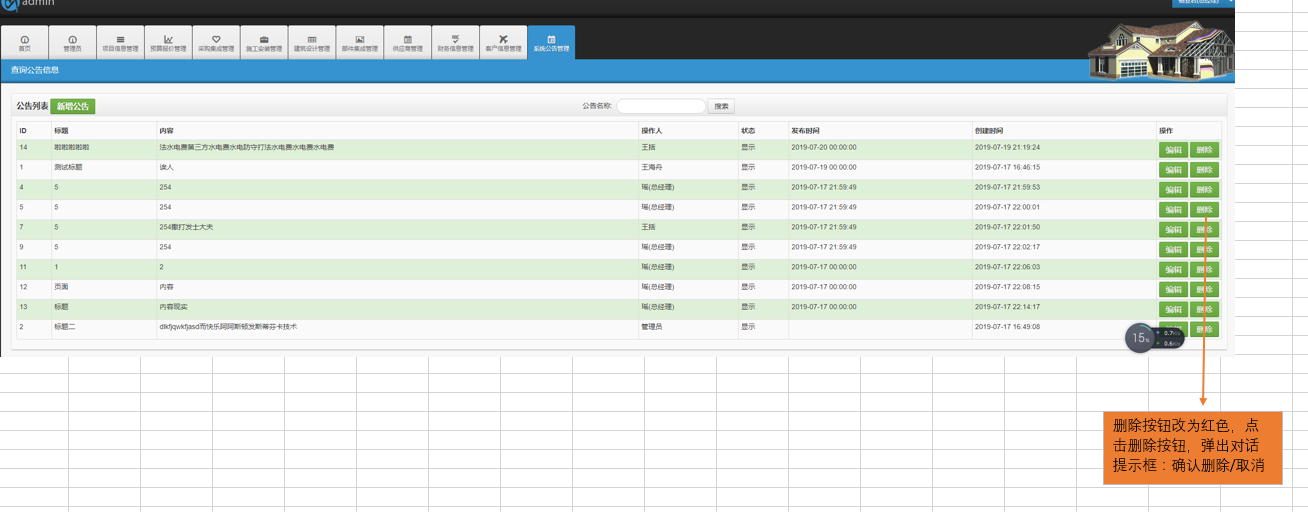 admin
首页 管理员 项目信息管理 预算报价管理 采购集成管理 施工安装管理 建筑设计管理 部件集成管理 供应商管理 财务信息管理 客户信息管理 系统公告管理
查询公告信息
公告列表 新增公告 公告名称: 搜索
ID 标题 内容 操作人 状态 发布时间 创建时间 操作
14 啦啦啦啦啦 法水电费第三方水电费水电防守打法水电费水电费水电费 王括 显示 2019-07-20 00:00:00 2019-07-19 21:19:24 编辑 删除
1 测试标题 读人 王海舟 显示 2019-07-19 00:00:00 2019-07-17 16:46:15 编辑 删除
4 5 254 瑶(总经理) 显示 2019-07-17 21:59:49 2019-07-17 21:59:53 编辑 删除
5 5 254 瑶(总经理) 显示 2019-07-17 21:59:49 2019-07-17 22:00:01 编辑 删除
7 5 254撒打发士大夫 王括 显示 2019-07-17 21:59:49 2019-07-17 22:01:50 编辑 删除
9 5 254 瑶(总经理) 显示 2019-07-17 21:59:49 2019-07-17 22:02:17 编辑 删除
11 1 2 瑶(总经理) 显示 2019-07-17 00:00:00 2019-07-17 22:06:03 编辑 删除
12 页面 内容 瑶(总经理) 显示 2019-07-17 00:00:00 2019-07-17 22:08:15 编辑 删除
13 标题 内容现实 瑶(总经理) 显示 2019-07-17 00:00:00 2019-07-17 22:14:17 编辑 删除
2 标题二 dlkfjqwkfjasd而快乐阿阿斯顿发斯蒂芬卡技术 管理员 显示 2019-07-17 16:49:08 编辑 删除
15% 0.7K/s
0.6K/s
删除按钮改为红色，点
击删除按钮，弹出对话
提示框：确认删除/取消